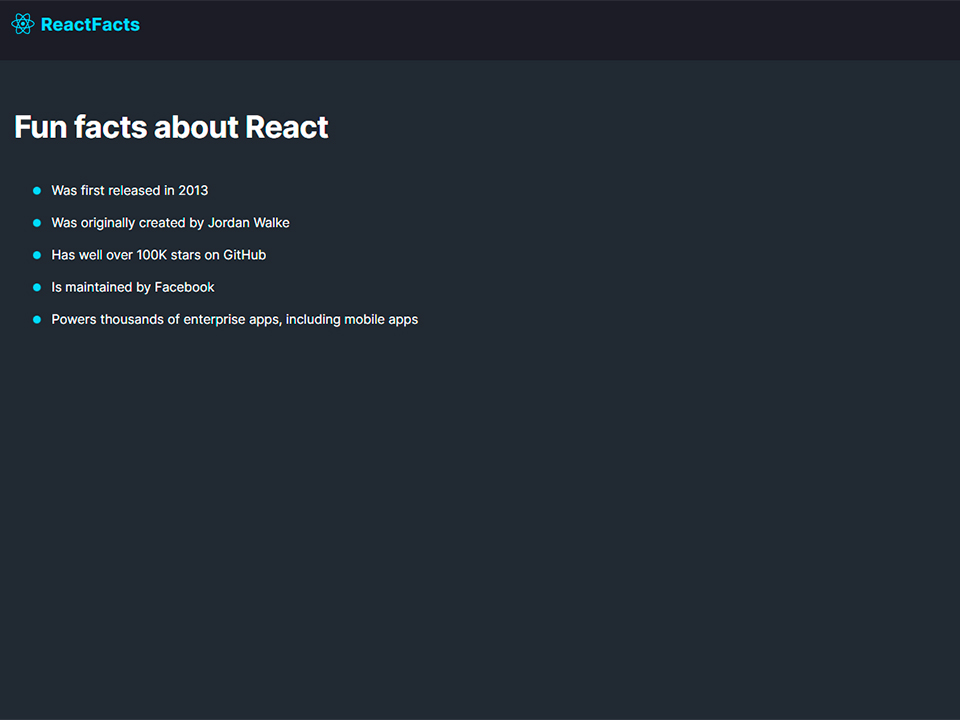 ReactFacts
Fun facts about React
Was first released in 2013
Was originally created by Jordan Walke
Has well over 100K stars on GitHub
Is maintained by Facebook
Powers thousands of enterprise apps, including mobile apps